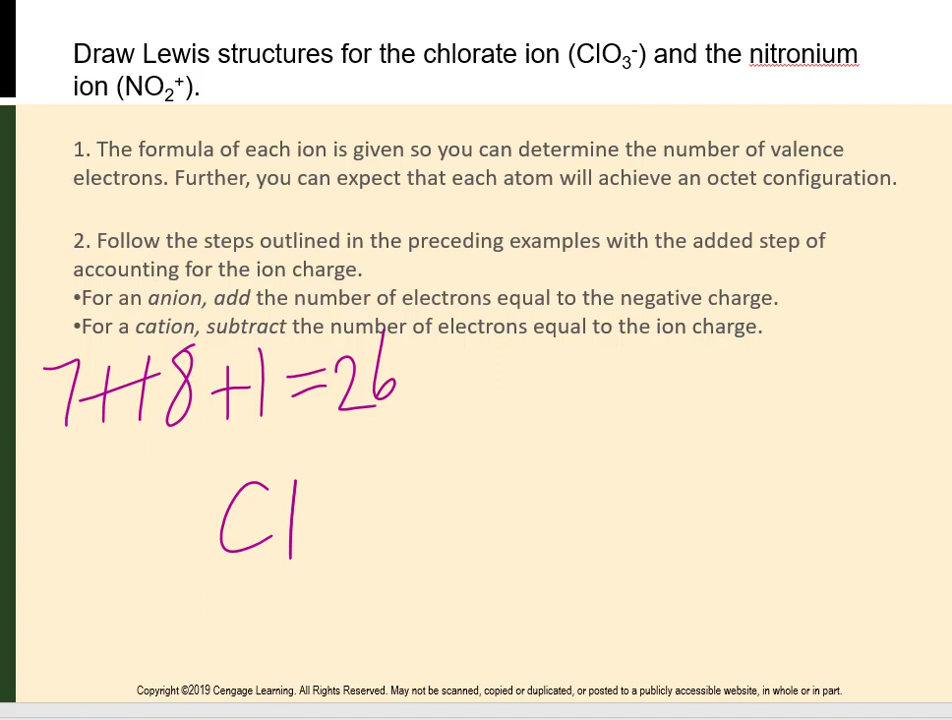 Draw Lewis structures for the chlorate ion (ClO₃⁻) and the nitronium
ion (NO₂⁺).
1. The formula of each ion is given so you can determine the number of valence
electrons. Further, you can expect that each atom will achieve an octet configuration.
2. Follow the steps outlined in the preceding examples with the added step of
accounting for the ion charge.
•For an anion, add the number of electrons equal to the negative charge.
•For a cation, subtract the number of electrons equal to the ion charge.
7+18+1=26
Cl
Copyright ©2019 Cengage Learning. All Rights Reserved. May not be scanned, copied or duplicated, or posted to a publicly accessible website, in whole or in part.